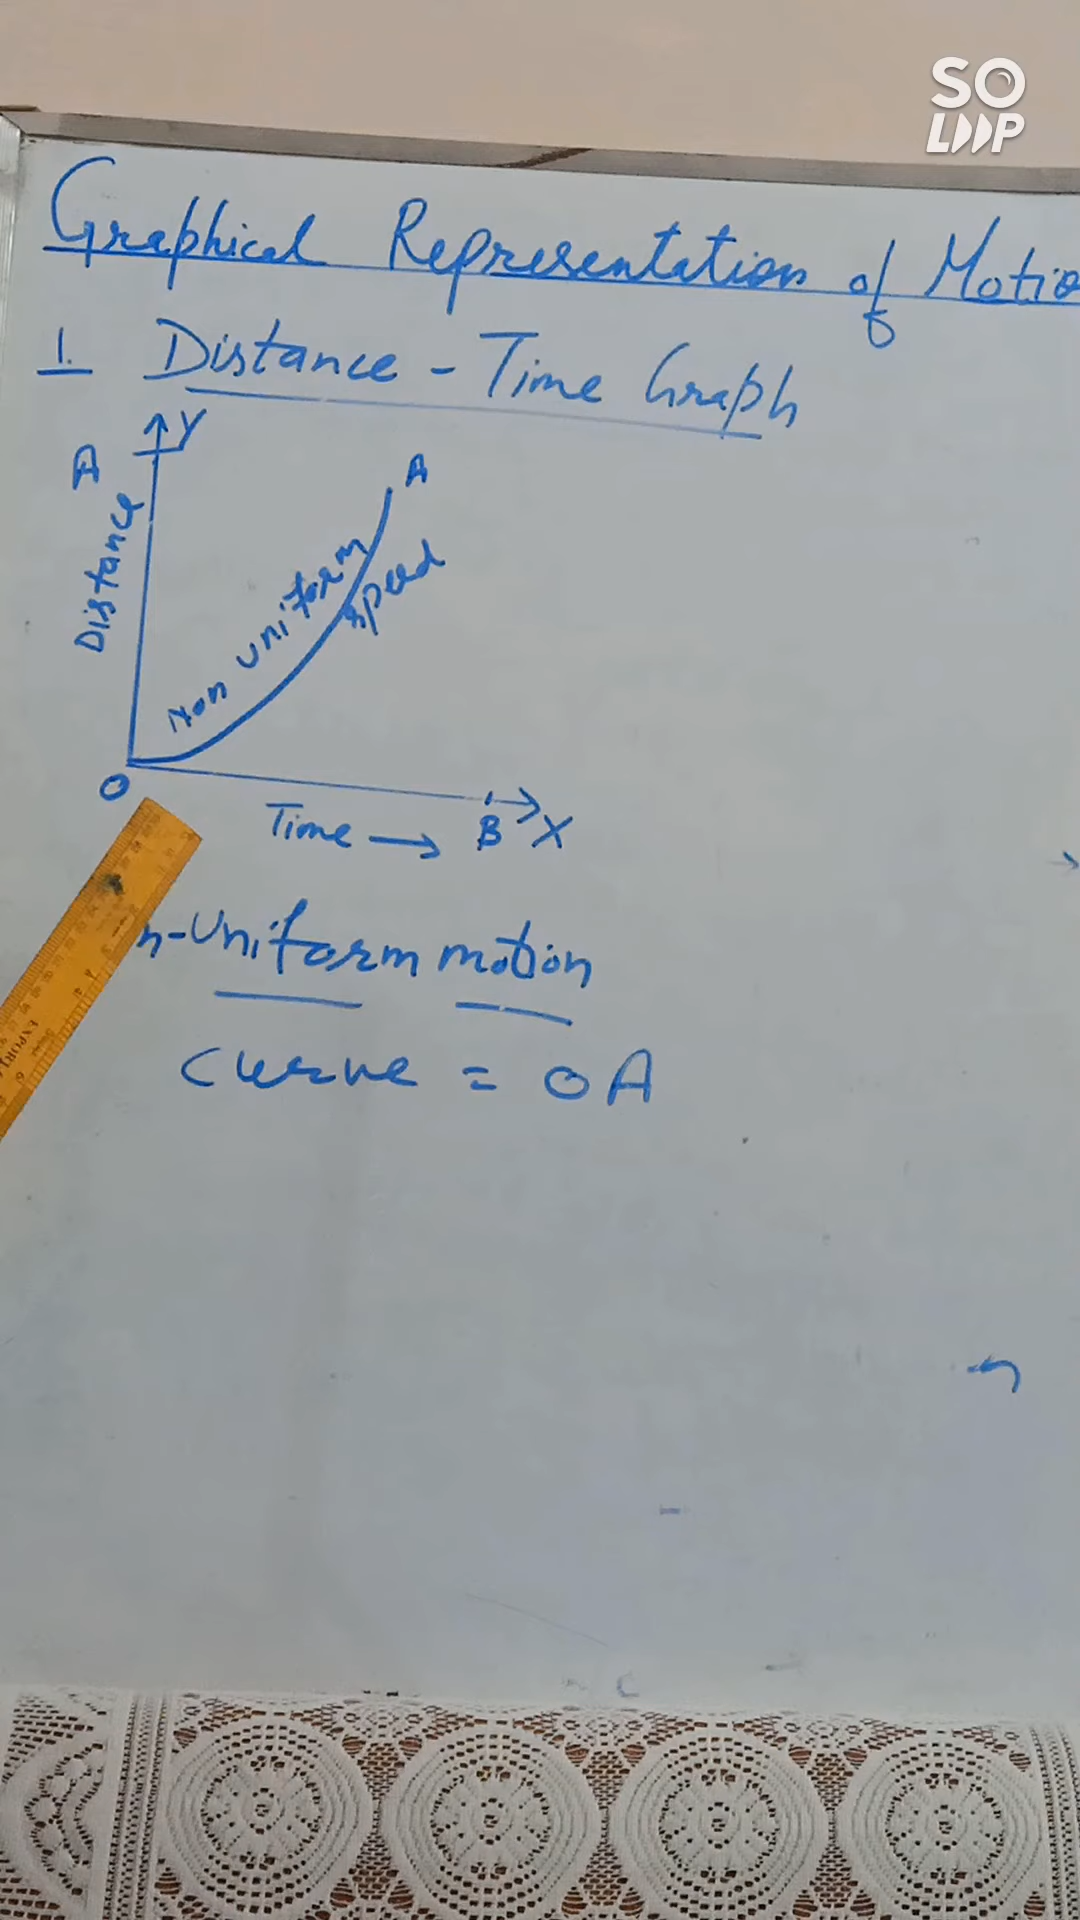 SO
LOOP
Graphical Representation of Motio
1. Distance - Time Graph
Y
A
Distance
Non uniform
speed
O
Time → B X
n-Uniform motion
curve = OA